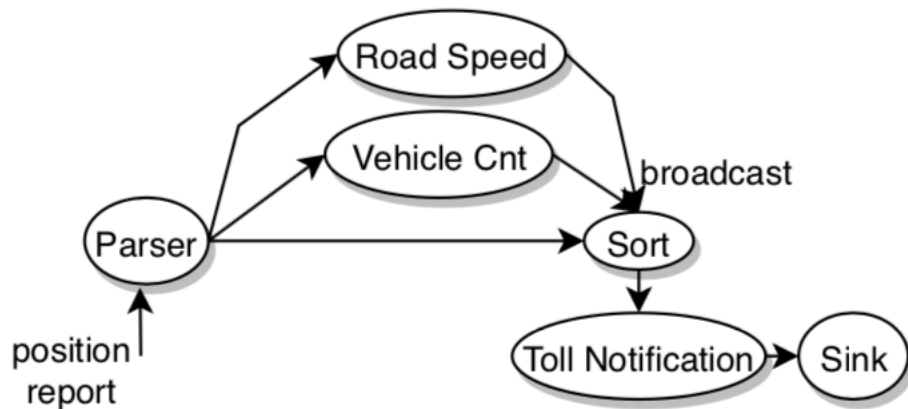 Road Speed
Vehicle Cnt
broadcast
Parser
Sort
position
report
Toll Notification
Sink